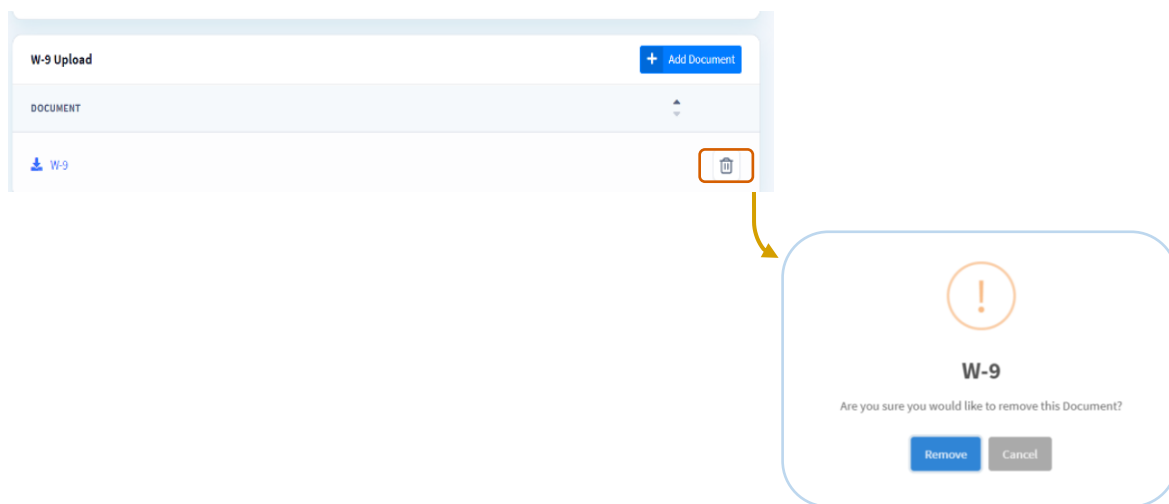 W-9 Upload
+ Add Document
DOCUMENT
W-9
!
W-9
Are you sure you would like to remove this Document?
Remove Cancel